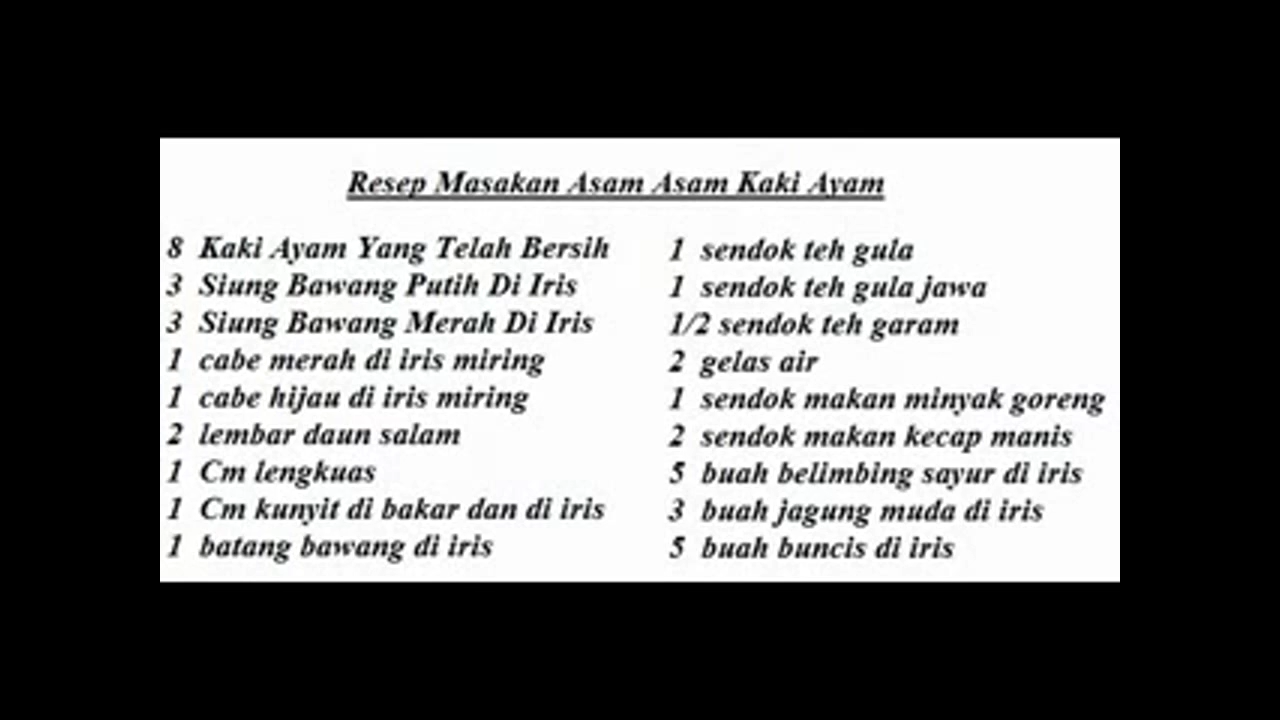 Resep Masakan Asam Asam Kaki Ayam
8 Kaki Ayam Yang Telah Bersih
3 Siung Bawang Putih Di Iris
3 Siung Bawang Merah Di Iris
1 cabe merah di iris miring
1 cabe hijau di iris miring
2 lembar daun salam
1 Cm lengkuas
1 Cm kunyit di bakar dan di iris
1 batang bawang di iris
1 sendok teh gula
1 sendok teh gula jawa
1/2 sendok teh garam
2 gelas air
1 sendok makan minyak goreng
2 sendok makan kecap manis
5 buah belimbing sayur di iris
3 buah jagung muda di iris
5 buah buncis di iris